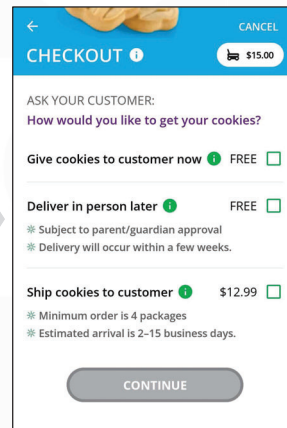 CANCEL
CHECKOUT
$15.00
ASK YOUR CUSTOMER:
How would you like to get your cookies?
Give cookies to customer now FREE
Deliver in person later FREE
Subject to parent/guardian approval
Delivery will occur within a few weeks.
Ship cookies to customer $12.99
Minimum order is 4 packages
Estimated arrival is 2–15 business days.
CONTINUE